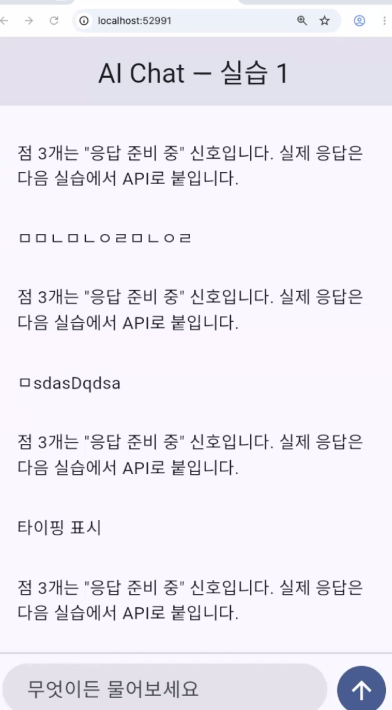 localhost:52991
AI Chat — 실습 1
점 3개는 "응답 준비 중" 신호입니다. 실제 응답은
다음 실습에서 API로 붙입니다.
ㅁㅁㄴㅁㄴㅇㄹㅁㄴㅇㄹ
점 3개는 "응답 준비 중" 신호입니다. 실제 응답은
다음 실습에서 API로 붙입니다.
ㅁsdasDqdsa
점 3개는 "응답 준비 중" 신호입니다. 실제 응답은
다음 실습에서 API로 붙입니다.
타이핑 표시
점 3개는 "응답 준비 중" 신호입니다. 실제 응답은
다음 실습에서 API로 붙입니다.
무엇이든 물어보세요